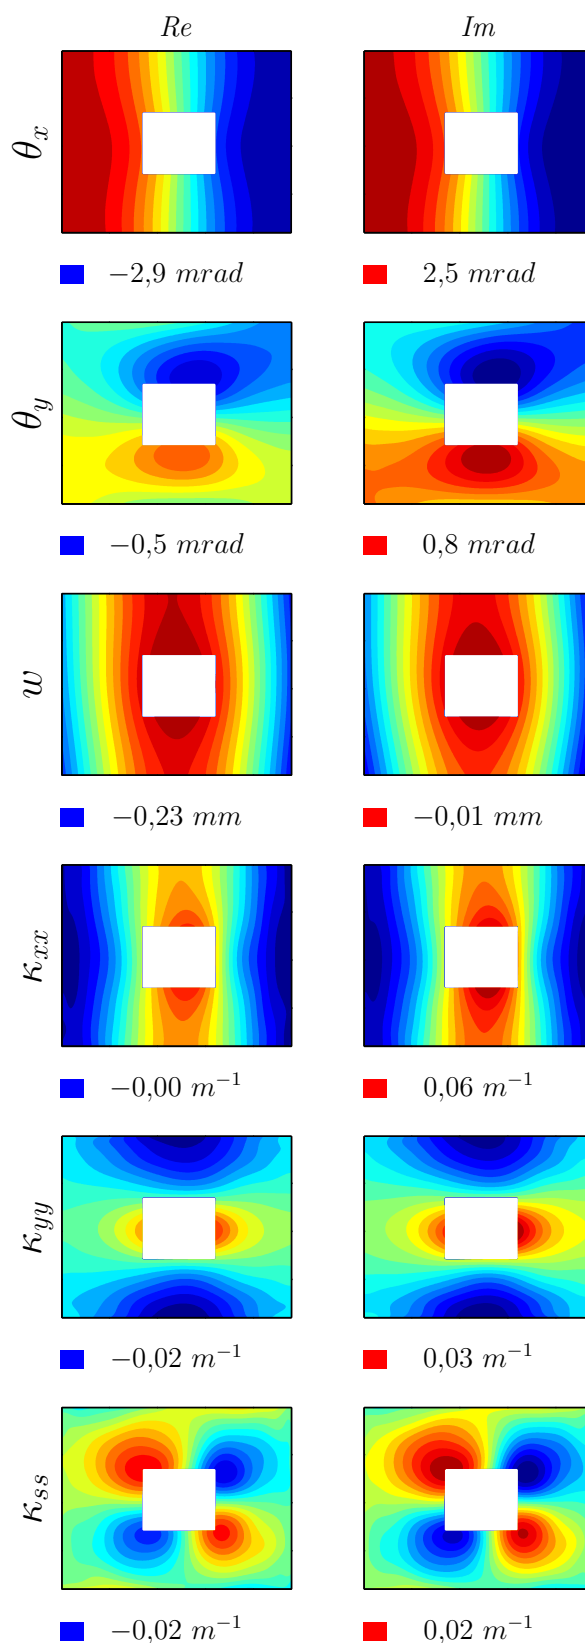 Re Im
θx
−2,9 mrad 2,5 mrad
θy
−0,5 mrad 0,8 mrad
w
−0,23 mm −0,01 mm
κxx
−0,00 m⁻¹ 0,06 m⁻¹
κyy
−0,02 m⁻¹ 0,03 m⁻¹
κss
−0,02 m⁻¹ 0,02 m⁻¹